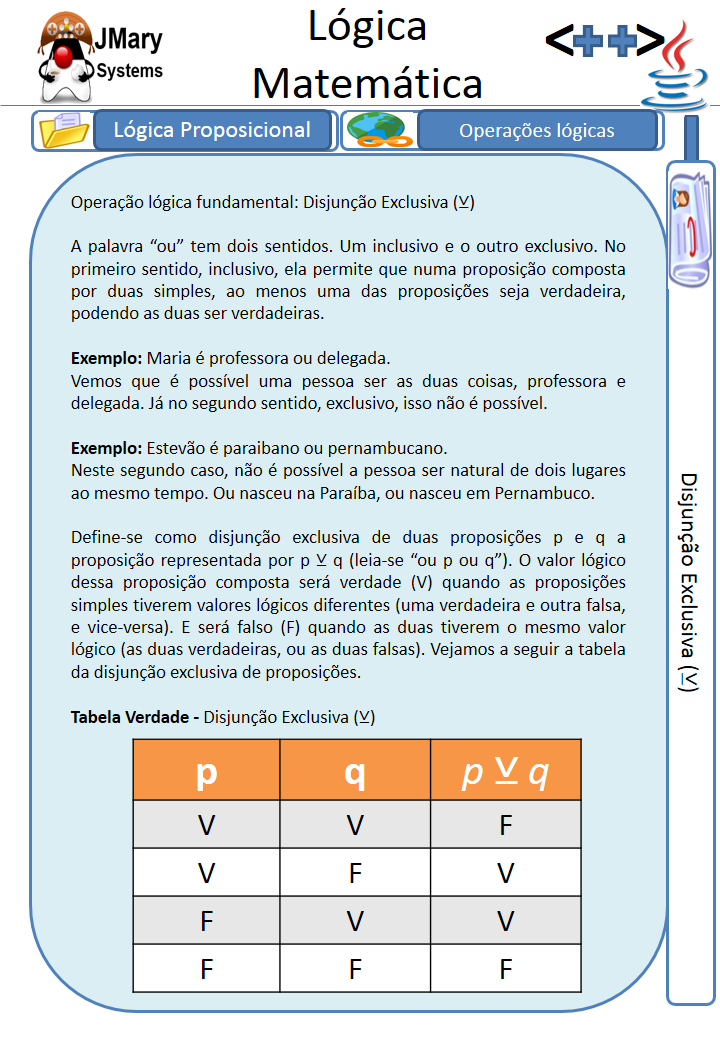 JMary
Systems
Lógica
Matemática
<++>
Lógica Proposicional
Operações lógicas
Operação lógica fundamental: Disjunção Exclusiva (⊻)
A palavra “ou” tem dois sentidos. Um inclusivo e o outro exclusivo. No
primeiro sentido, inclusivo, ela permite que numa proposição composta
por duas simples, ao menos uma das proposições seja verdadeira,
podendo as duas ser verdadeiras.
Exemplo: Maria é professora ou delegada.
Vemos que é possível uma pessoa ser as duas coisas, professora e
delegada. Já no segundo sentido, exclusivo, isso não é possível.
Exemplo: Estevão é paraibano ou pernambucano.
Neste segundo caso, não é possível a pessoa ser natural de dois lugares
ao mesmo tempo. Ou nasceu na Paraíba, ou nasceu em Pernambuco.
Define-se como disjunção exclusiva de duas proposições p e q a
proposição representada por p ⊻ q (leia-se “ou p ou q”). O valor lógico
dessa proposição composta será verdade (V) quando as proposições
simples tiverem valores lógicos diferentes (uma verdadeira e outra falsa,
e vice-versa). E será falso (F) quando as duas tiverem o mesmo valor
lógico (as duas verdadeiras, ou as duas falsas). Vejamos a seguir a tabela
da disjunção exclusiva de proposições.
Tabela Verdade - Disjunção Exclusiva (⊻)
p q p ⊻ q
V V F
V F V
F V V
F F F
Disjunção Exclusiva (⊻)